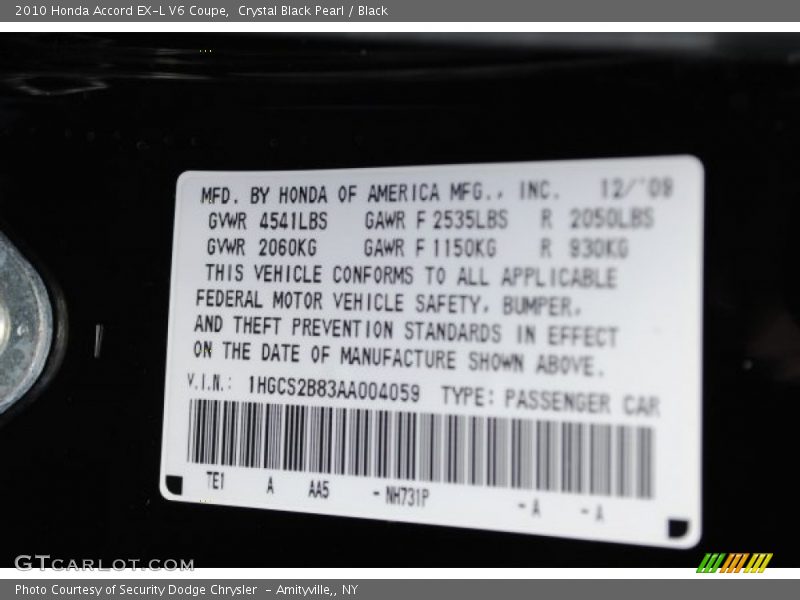 2010 Honda Accord EX-L V6 Coupe,  Crystal Black Pearl / Black
MFD. BY HONDA OF AMERICA MFG., INC. 12/'09
GVWR 4541LBS GAWR F 2535LBS R 2050LBS
GVWR 2060KG GAWR F 1150KG R 930KG
THIS VEHICLE CONFORMS TO ALL APPLICABLE
FEDERAL MOTOR VEHICLE SAFETY, BUMPER,
AND THEFT PREVENTION STANDARDS IN EFFECT
ON THE DATE OF MANUFACTURE SHOWN ABOVE.
V.I.N.: 1HGCS2B83AA004059 TYPE: PASSENGER CAR
TE1 A AA5 -NH731P -A -A
GTCARLOT.COM
Photo Courtesy of Security Dodge Chrysler  - Amityville,, NY